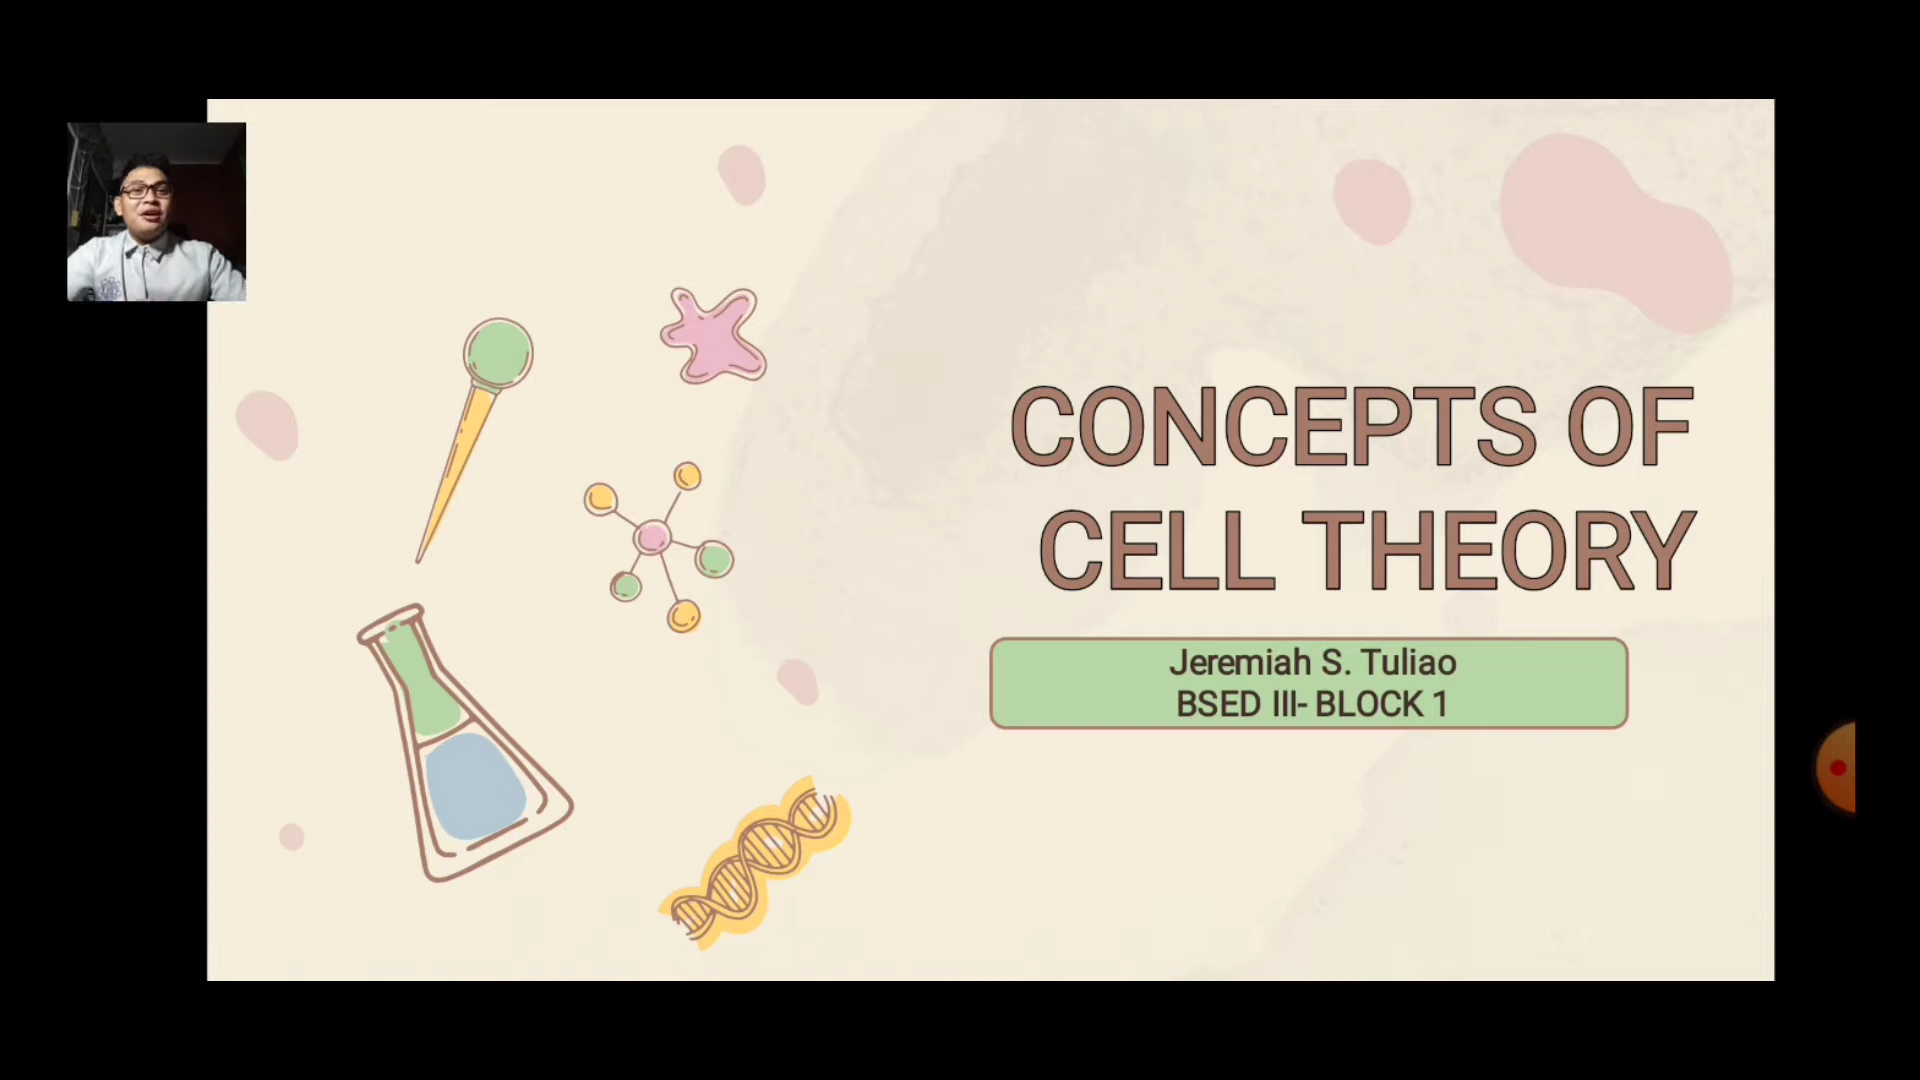 CONCEPTS OF
CELL THEORY
Jeremiah S. Tuliao
BSED III- BLOCK 1